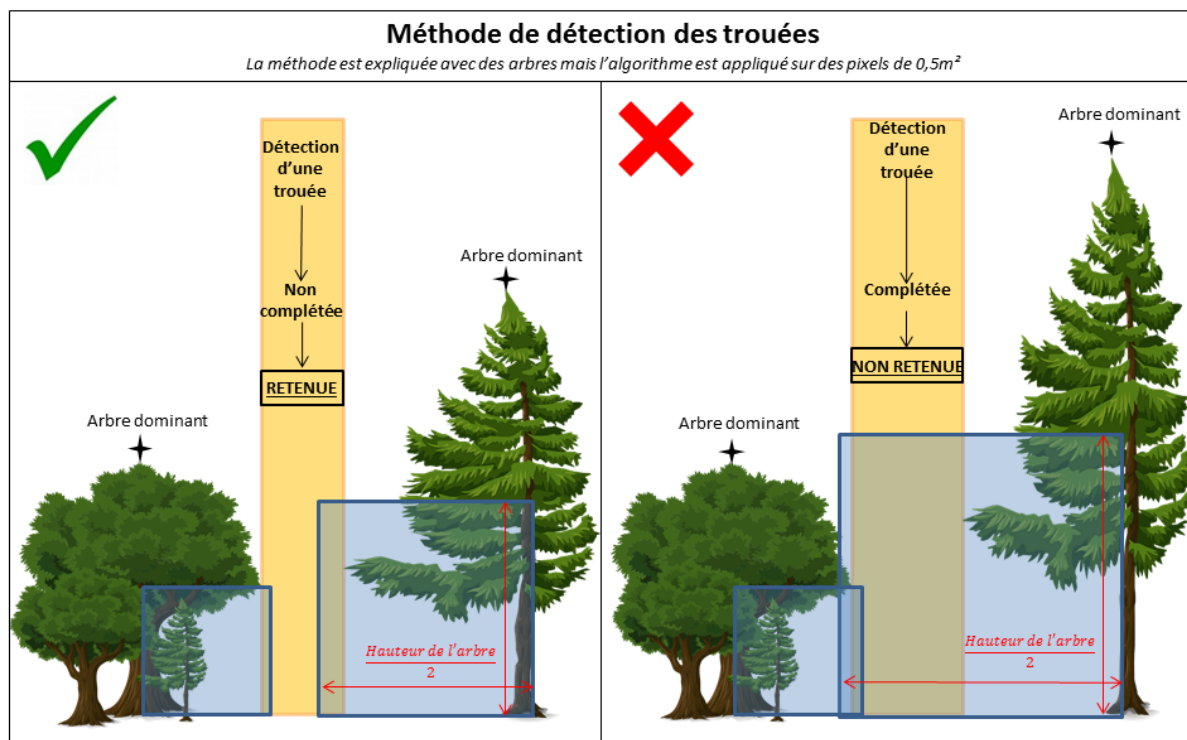 Méthode de détection des trouées
La méthode est expliquée avec des arbres mais l'algorithme est appliqué sur des pixels de 0,5m²
Détection
d'une
trouée
Non
complétée
RETENUE
Arbre dominant
Arbre dominant
Hauteur de l'arbre
2
Détection
d'une
trouée
Complétée
NON RETENUE
Arbre dominant
Arbre dominant
Hauteur de l'arbre
2